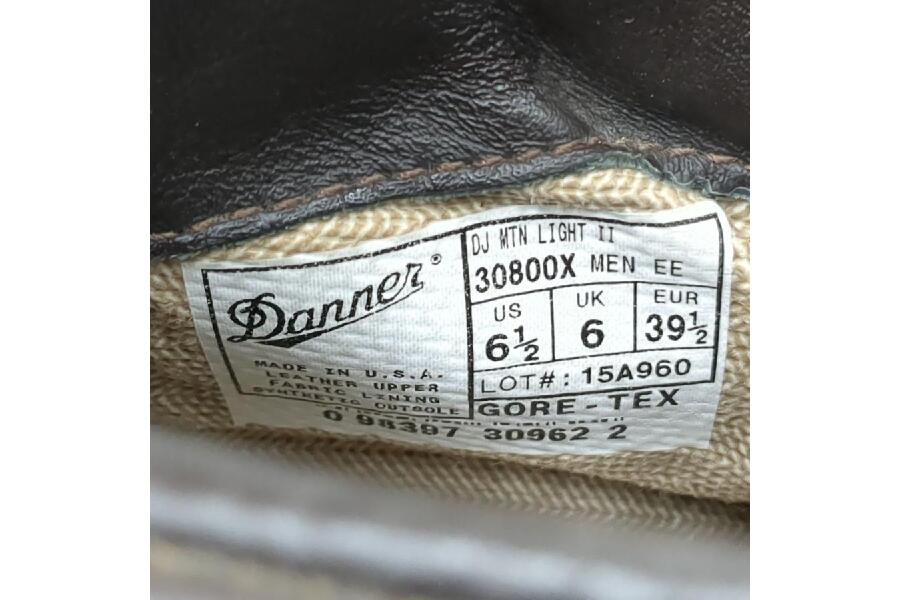 Danner®
MADE IN U.S.A.
LEATHER UPPER
FABRIC LINING
SYNTHETIC OUTSOLE
DJ MTN LIGHT II
30800X MEN EE
US UK EUR
6½ 6 39½
LOT#: 15A960
GORE-TEX
0 98397 30962 2